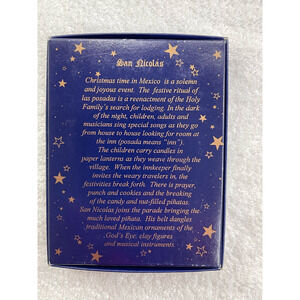 San Nicolás
Christmas time in Mexico is a solemn
and joyous event. The festive ritual of
las posadas is a reenactment of the Holy
Family's search for lodging. In the dark
of the night, children, adults and
musicians sing special songs as they go
from house to house looking for room at
the inn (posada means "inn").
The children carry candles in
paper lanterns as they weave through the
village. When the innkeeper finally
invites the weary travelers in, the
festivities break forth. There is prayer,
punch and cookies and the breaking of
the candy and nut-filled piñatas.
San Nicolas joins the parade bringing the
much loved piñata. His belt dangles
traditional Mexican ornaments of the
God's Eye, clay figures
and musical instruments.